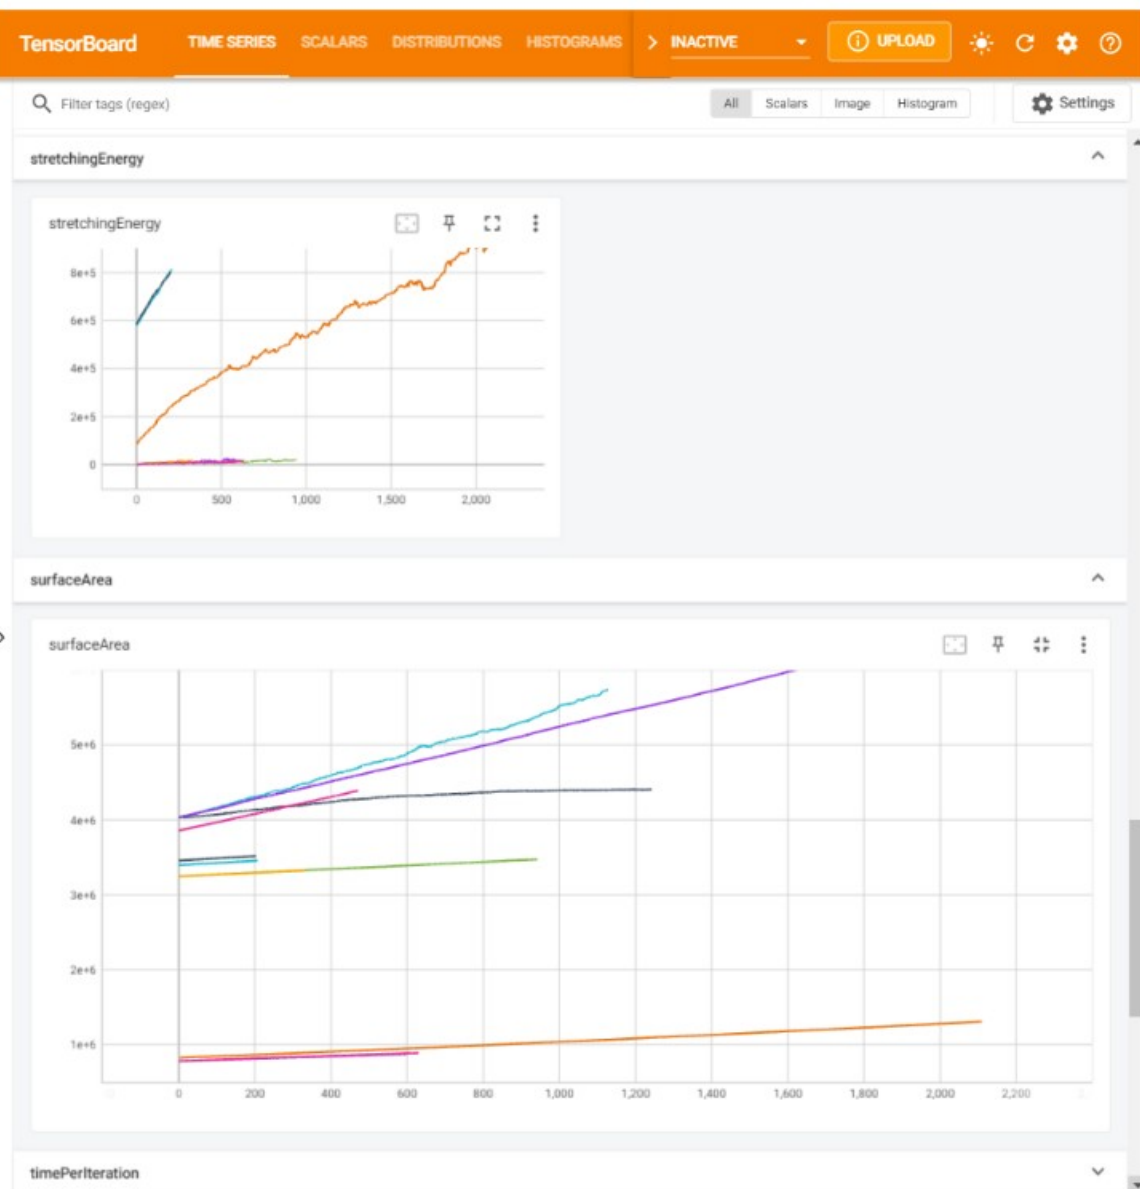 TensorBoard TIME SERIES SCALARS DISTRIBUTIONS HISTOGRAMS INACTIVE UPLOAD
Filter tags (regex) All Scalars Image Histogram Settings
stretchingEnergy
stretchingEnergy
8e+5
6e+5
4e+5
2e+5
0
0 500 1,000 1,500 2,000
surfaceArea
surfaceArea
5e+6
4e+6
3e+6
2e+6
1e+6
0 200 400 600 800 1,000 1,200 1,400 1,600 1,800 2,000 2,200
timePerIteration